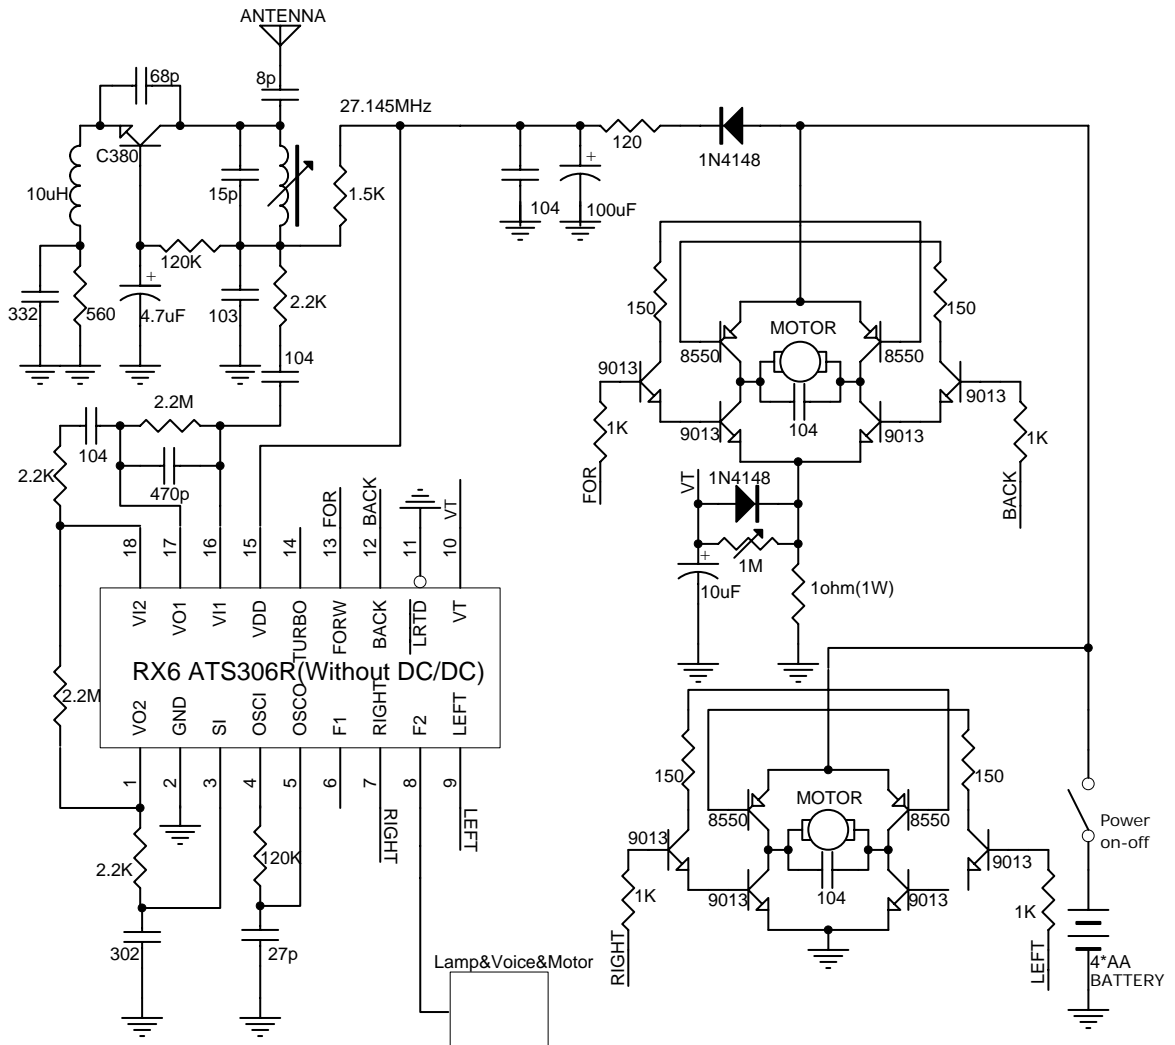 ANTENNA
68p
8p
27.145MHz
C380
10uH
15p
1.5K
120
1N4148
104
100uF
120K
332
560
4.7uF
103
2.2K
104
150
150
MOTOR
8550
8550
9013
9013
1K
9013
104
9013
1K
FOR
BACK
2.2M
104
2.2K
470p
VT
1N4148
1M
10uF
1ohm(1W)
18
17
16
15
14
13
FOR
12
BACK
11
10
VT
VI2
VO1
VI1
VDD
TURBO
FORW
BACK
LRTD
VT
RX6 ATS306R(Without DC/DC)
VO2
GND
SI
OSCI
OSCO
F1
RIGHT
F2
LEFT
1
2
3
4
5
6
7
8
9
RIGHT
LEFT
2.2M
2.2K
120K
302
27p
Lamp&Voice&Motor
150
150
MOTOR
8550
8550
9013
9013
1K
9013
104
9013
1K
RIGHT
LEFT
Power
on-off
4*AA
BATTERY